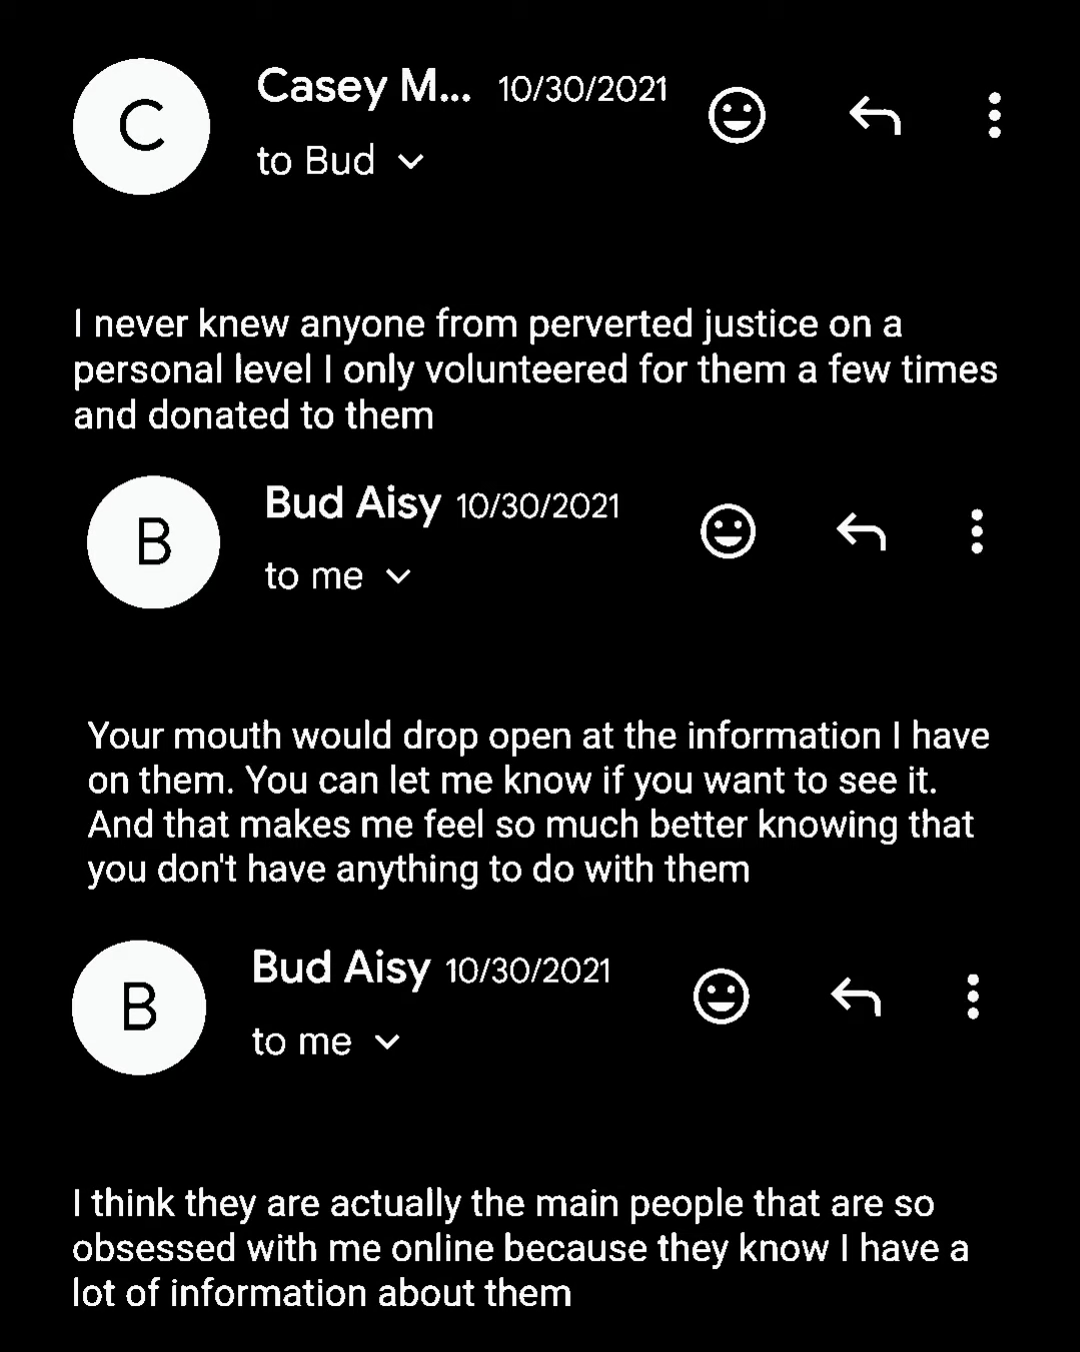 C
Casey M... 10/30/2021
to Bud
I never knew anyone from perverted justice on a
personal level I only volunteered for them a few times
and donated to them
B
Bud Aisy 10/30/2021
to me
Your mouth would drop open at the information I have
on them. You can let me know if you want to see it.
And that makes me feel so much better knowing that
you don't have anything to do with them
B
Bud Aisy 10/30/2021
to me
I think they are actually the main people that are so
obsessed with me online because they know I have a
lot of information about them